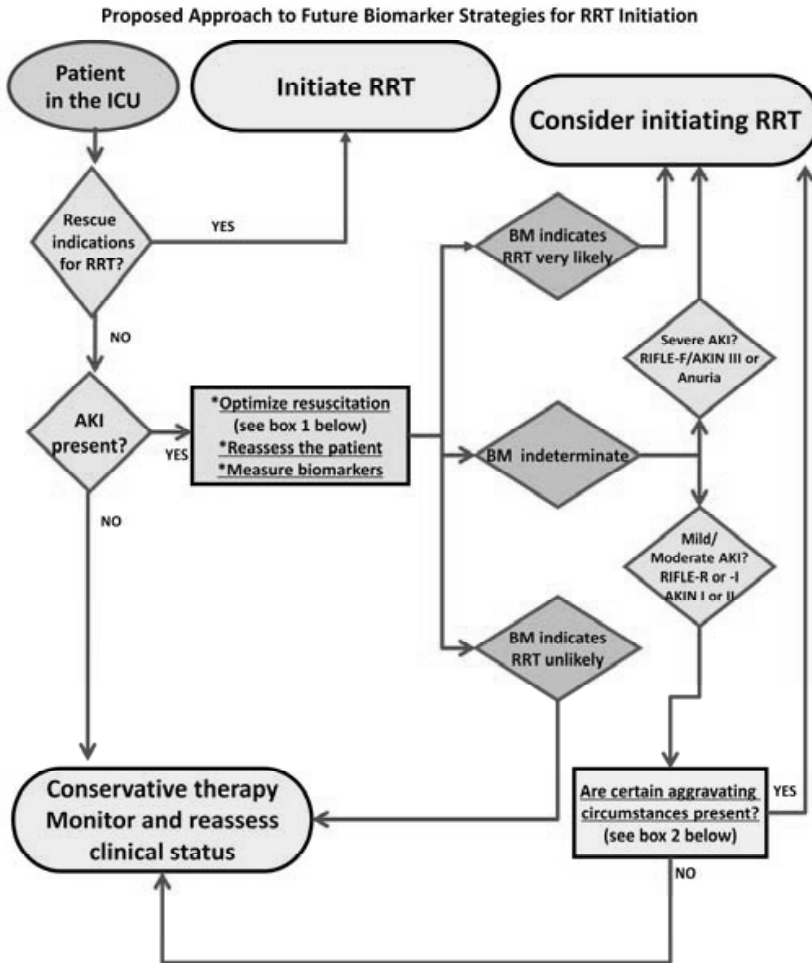 Proposed Approach to Future Biomarker Strategies for RRT Initiation
Patient
in the ICU
Initiate RRT
Consider initiating RRT
Rescue
indications
for RRT?
YES
BM indicates
RRT very likely
NO
Severe AKI?
RIFLE-F/AKIN III or
Anuria
AKI
present?
YES
*Optimize resuscitation
(see box 1 below)
*Reassess the patient
*Measure biomarkers
BM indeterminate
NO
Mild/
Moderate AKI?
RIFLE-R or -I
AKIN I or II
BM indicates
RRT unlikely
Conservative therapy
Monitor and reassess
clinical status
Are certain aggravating
circumstances present?
(see box 2 below)
YES
NO